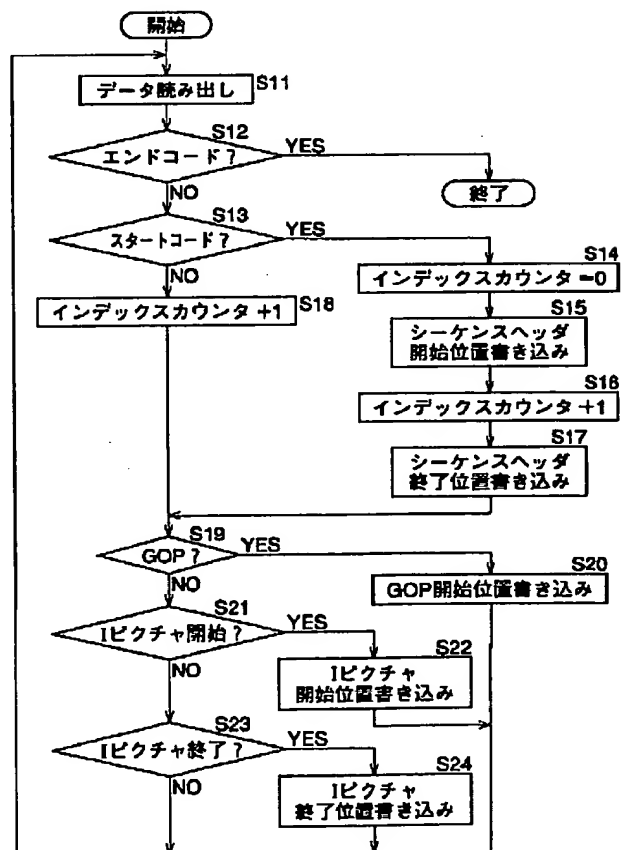 開始
データ読み出し
S11
エンドコード?
S12
YES
NO
終了
スタートコード?
S13
YES
NO
インデックスカウンタ=0
S14
インデックスカウンタ+1
S18
シーケンスヘッダ
開始位置書き込み
S15
インデックスカウンタ+1
S16
シーケンスヘッダ
終了位置書き込み
S17
GOP?
S19
YES
NO
GOP開始位置書き込み
S20
Iピクチャ開始?
S21
YES
NO
Iピクチャ
開始位置書き込み
S22
Iピクチャ終了?
S23
YES
NO
Iピクチャ
終了位置書き込み
S24